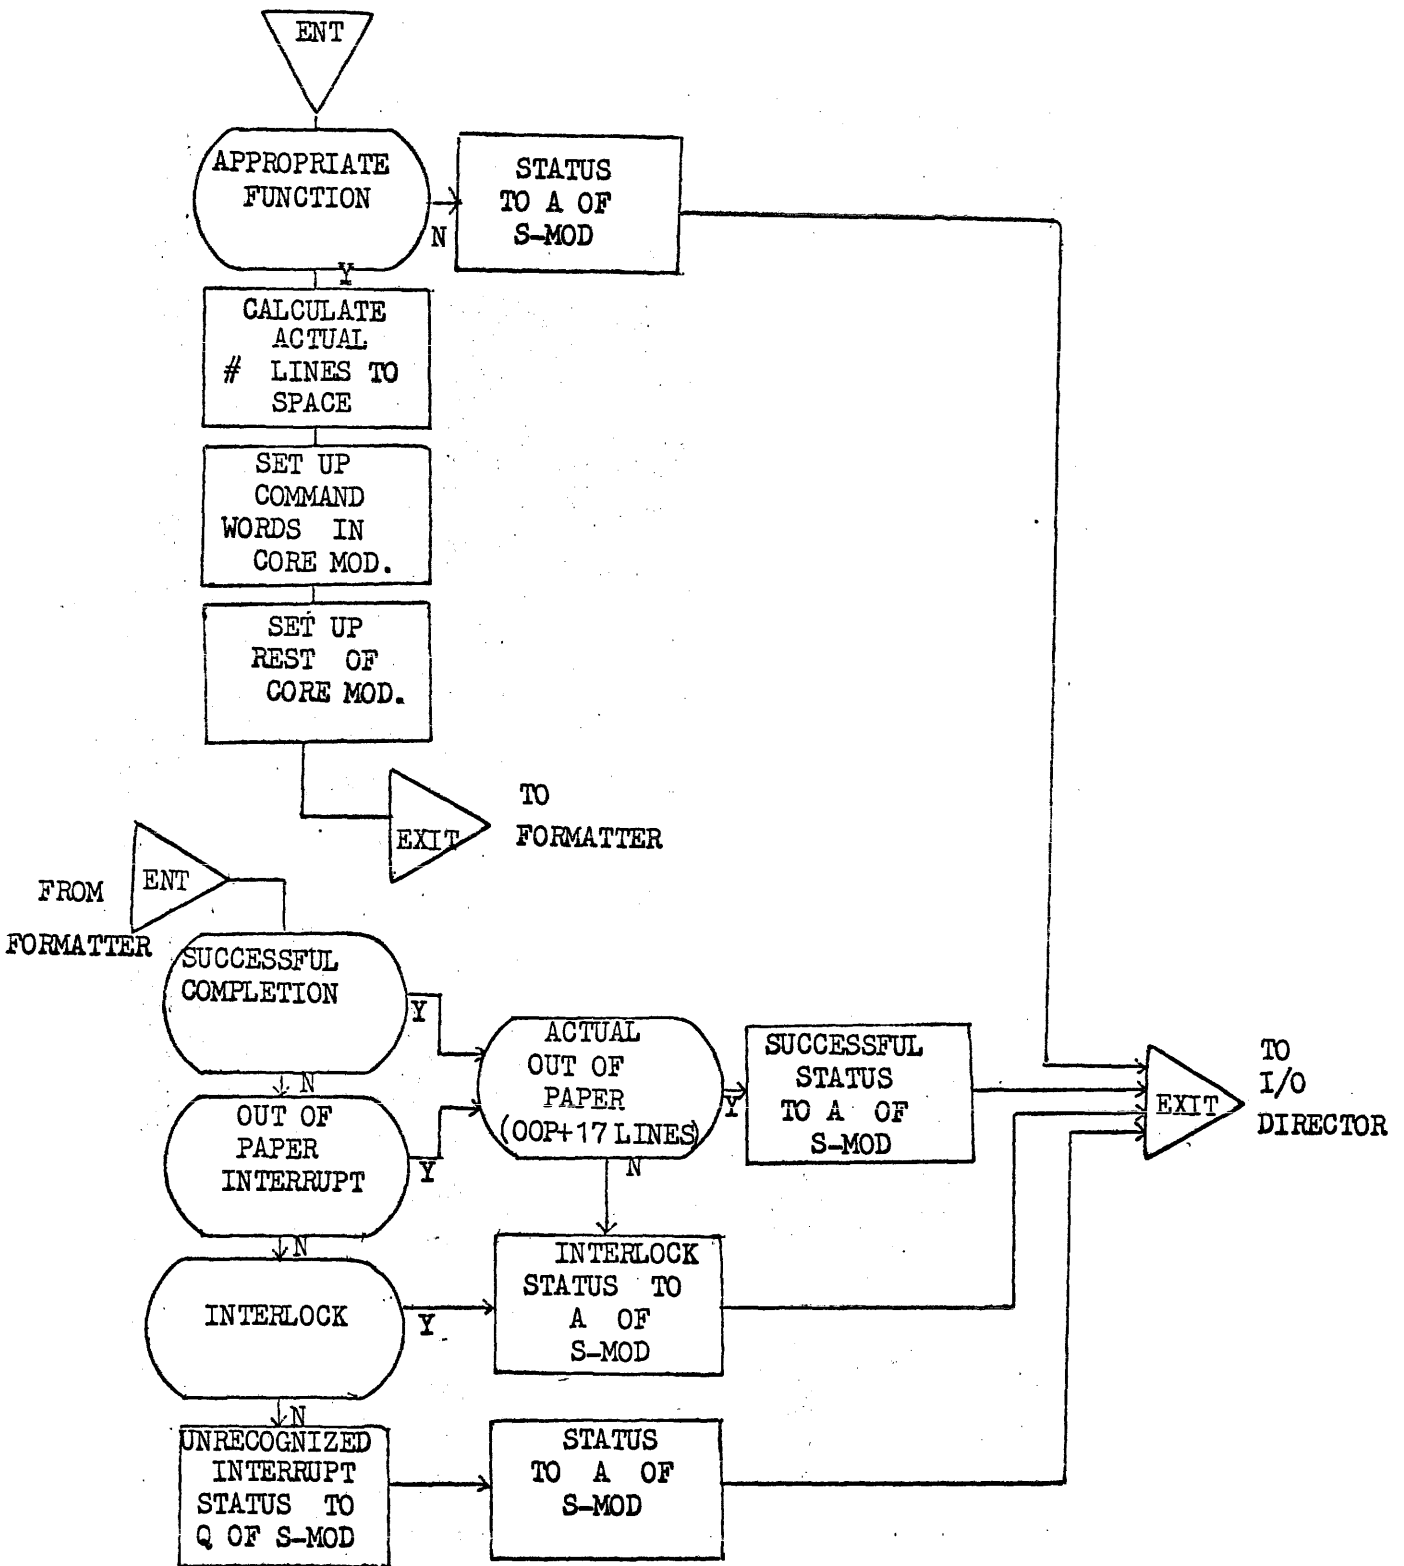 ENT
APPROPRIATE
FUNCTION
N
Y
STATUS
TO A OF
S-MOD
CALCULATE
ACTUAL
# LINES TO
SPACE
SET UP
COMMAND
WORDS IN
CORE MOD.
SET UP
REST OF
CORE MOD.
EXIT
TO
FORMATTER
FROM
FORMATTER
ENT
SUCCESSFUL
COMPLETION
Y
N
OUT OF
PAPER
INTERRUPT
Y
N
ACTUAL
OUT OF
PAPER
(OOP+17 LINES)
Y
N
SUCCESSFUL
STATUS
TO A OF
S-MOD
EXIT
TO
I/O
DIRECTOR
INTERLOCK
Y
N
INTERLOCK
STATUS TO
A OF
S-MOD
UNRECOGNIZED
INTERRUPT
STATUS TO
Q OF S-MOD
STATUS
TO A OF
S-MOD